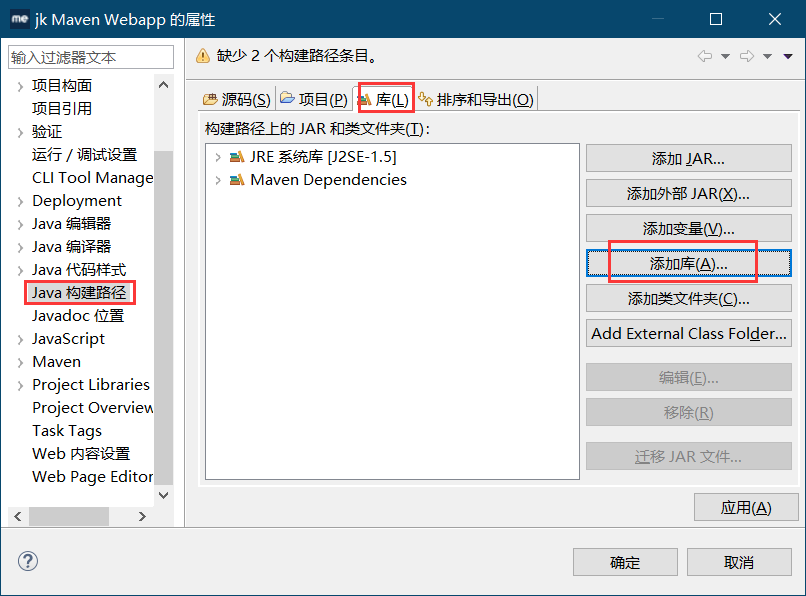 me jk Maven Webapp 的属性
输入过滤器文本
项目构面
项目引用
验证
运行 / 调试设置
CLI Tool Manage
Deployment
Java 编辑器
Java 编译器
Java 代码样式
Java 构建路径
Javadoc 位置
JavaScript
Maven
Project Libraries
Project Overview
Task Tags
Web 内容设置
Web Page Editor
缺少 2 个构建路径条目。
源码(S) 项目(P) 库(L) 排序和导出(O)
构建路径上的 JAR 和类文件夹(T):
JRE 系统库 [J2SE-1.5]
Maven Dependencies
添加 JAR...
添加外部 JAR(X)...
添加变量(V)...
添加库(A)...
添加类文件夹(C)...
Add External Class Folder...
编辑(E)...
移除(R)
迁移 JAR 文件...
应用(A)
确定 取消